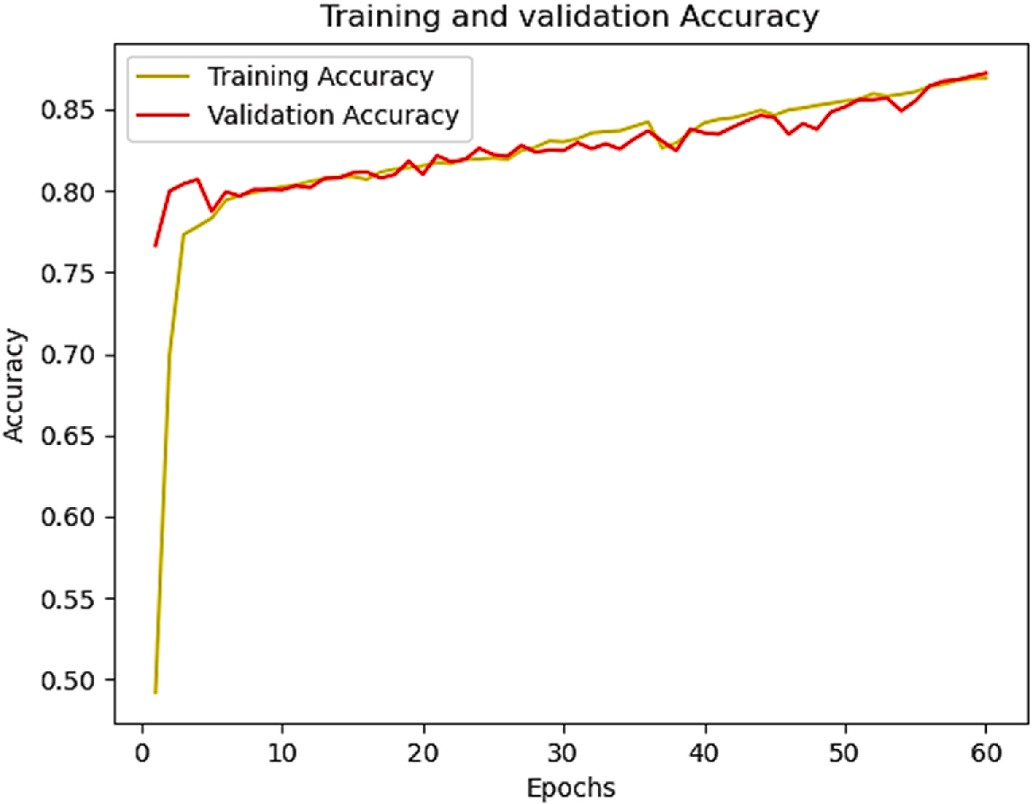 Training and validation Accuracy
Training Accuracy
Validation Accuracy
0.85
0.80
0.75
0.70
0.65
0.60
0.55
0.50
Accuracy
0 10 20 30 40 50 60
Epochs